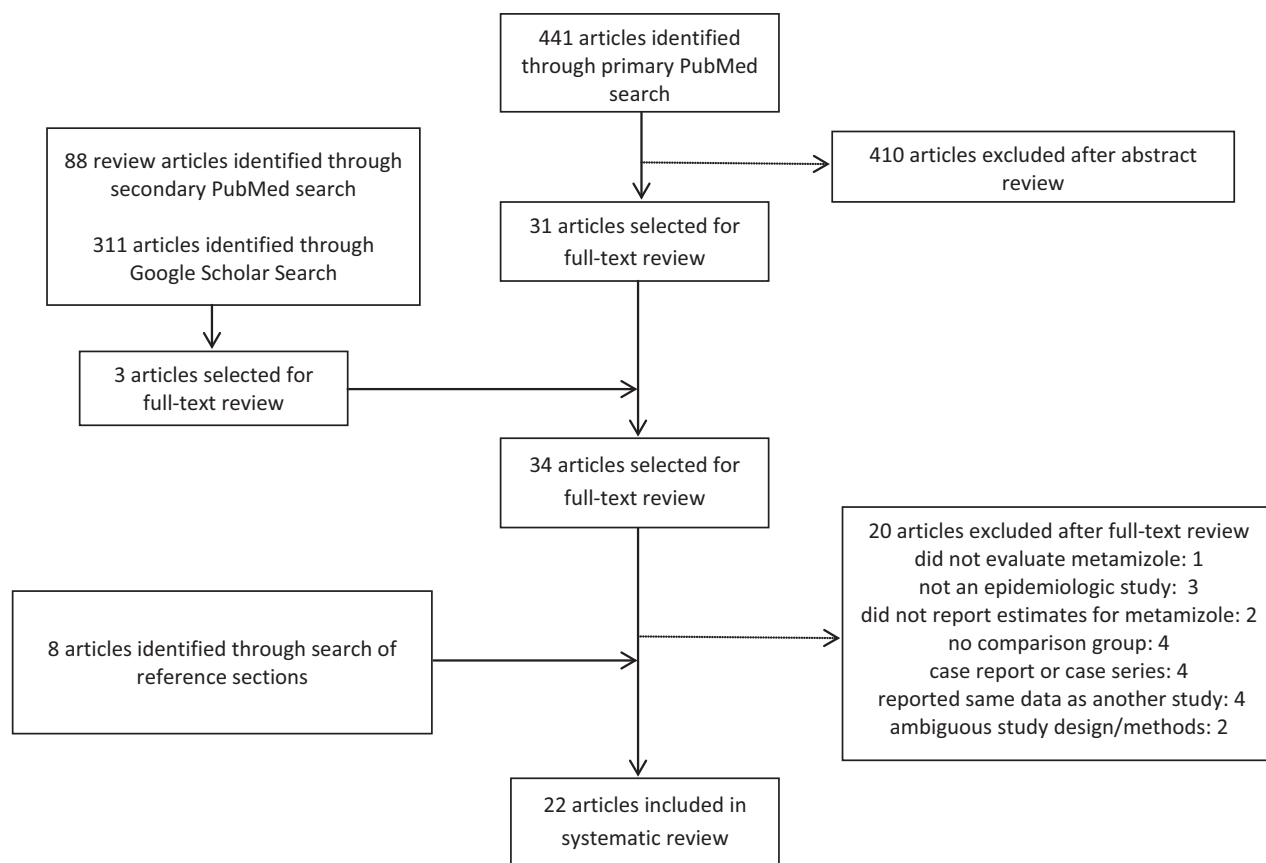 441 articles identified
through primary PubMed
search
88 review articles identified through
secondary PubMed search
311 articles identified through
Google Scholar Search
410 articles excluded after abstract
review
31 articles selected for
full-text review
3 articles selected for
full-text review
34 articles selected for
full-text review
20 articles excluded after full-text review
did not evaluate metamizole: 1
not an epidemiologic study:  3
did not report estimates for metamizole: 2
no comparison group: 4
case report or case series: 4
reported same data as another study: 4
ambiguous study design/methods: 2
8 articles identified through search of
reference sections
22 articles included in
systematic review